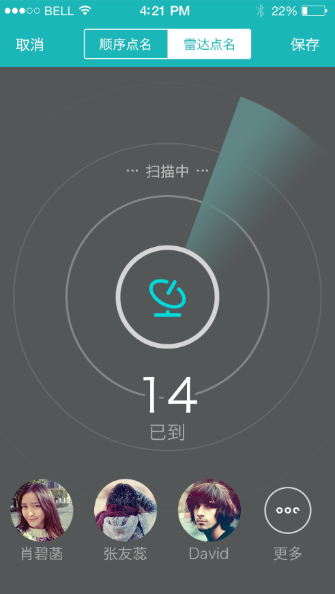 BELL 4:21 PM 22%
取消 顺序点名 雷达点名 保存
··· 扫描中 ···
14
已到
肖碧菡 张友蕊 David 更多